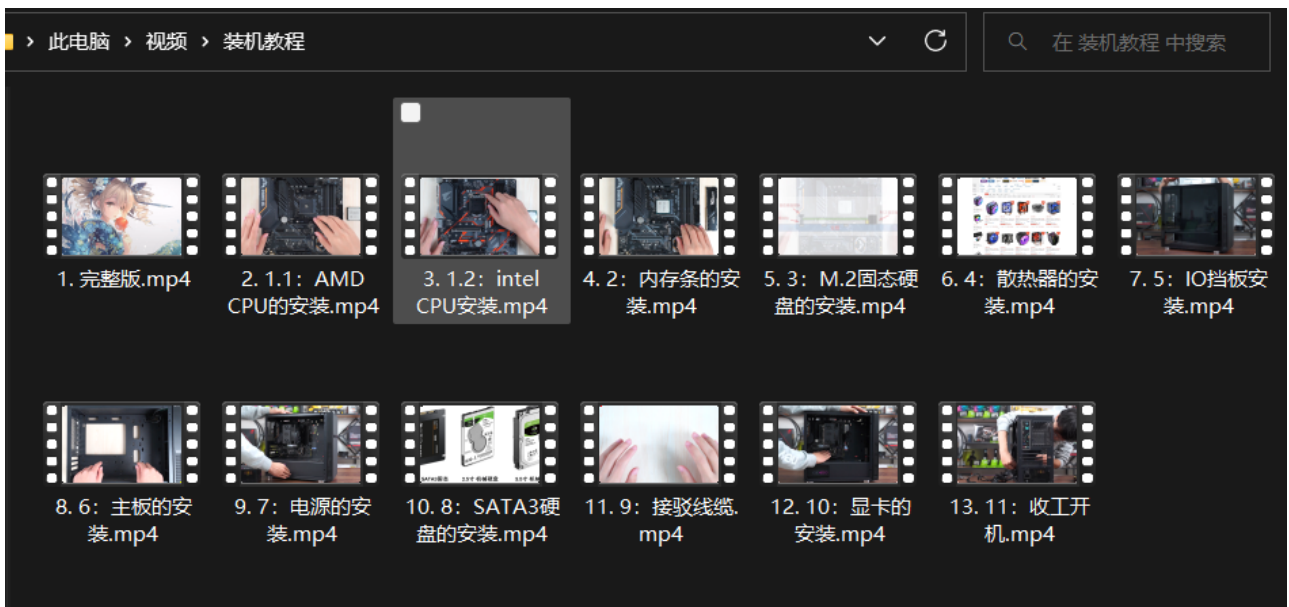 此电脑 › 视频 › 装机教程
在 装机教程 中搜索
1. 完整版.mp4
2. 1.1：AMD
CPU的安装.mp4
3. 1.2：intel
CPU安装.mp4
4. 2：内存条的安
装.mp4
5. 3：M.2固态硬
盘的安装.mp4
6. 4：散热器的安
装.mp4
7. 5：IO挡板安
装.mp4
8. 6：主板的安
装.mp4
9. 7：电源的安
装.mp4
10. 8：SATA3硬
盘的安装.mp4
11. 9：接驳线缆.
mp4
12. 10：显卡的
安装.mp4
13. 11：收工开
机.mp4